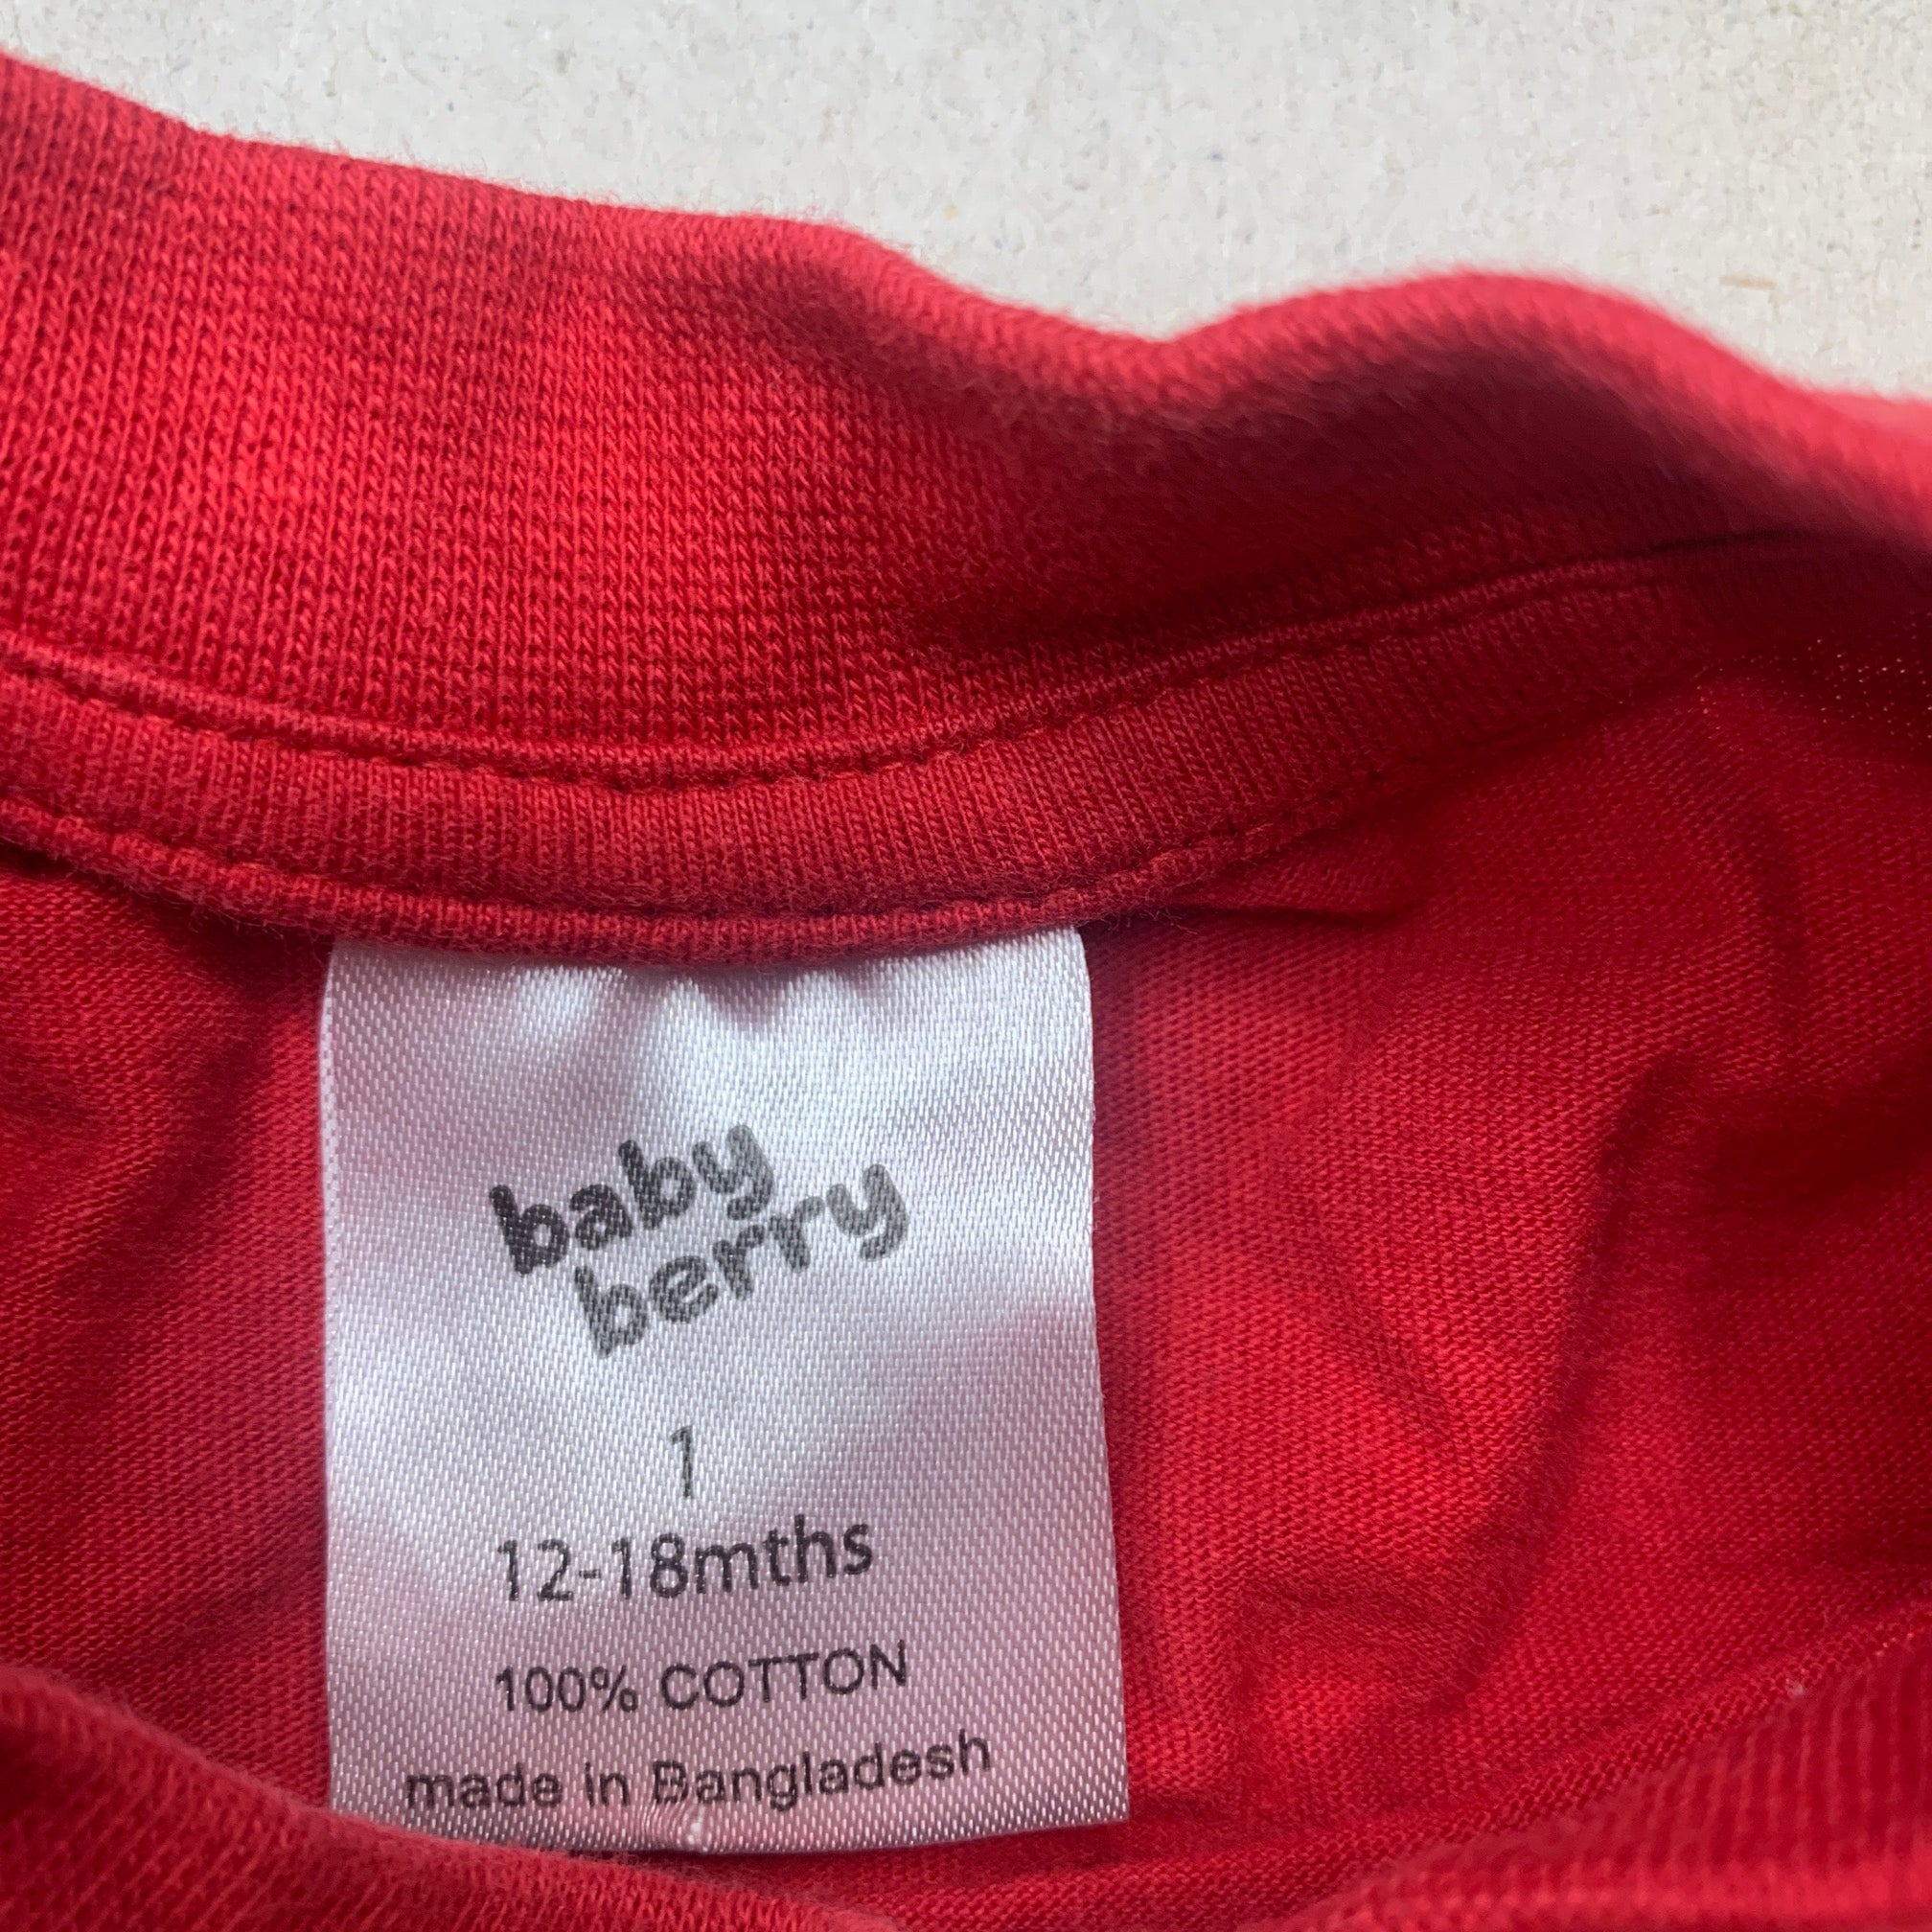 baby
berry
1
12-18mths
100% COTTON
made in Bangladesh